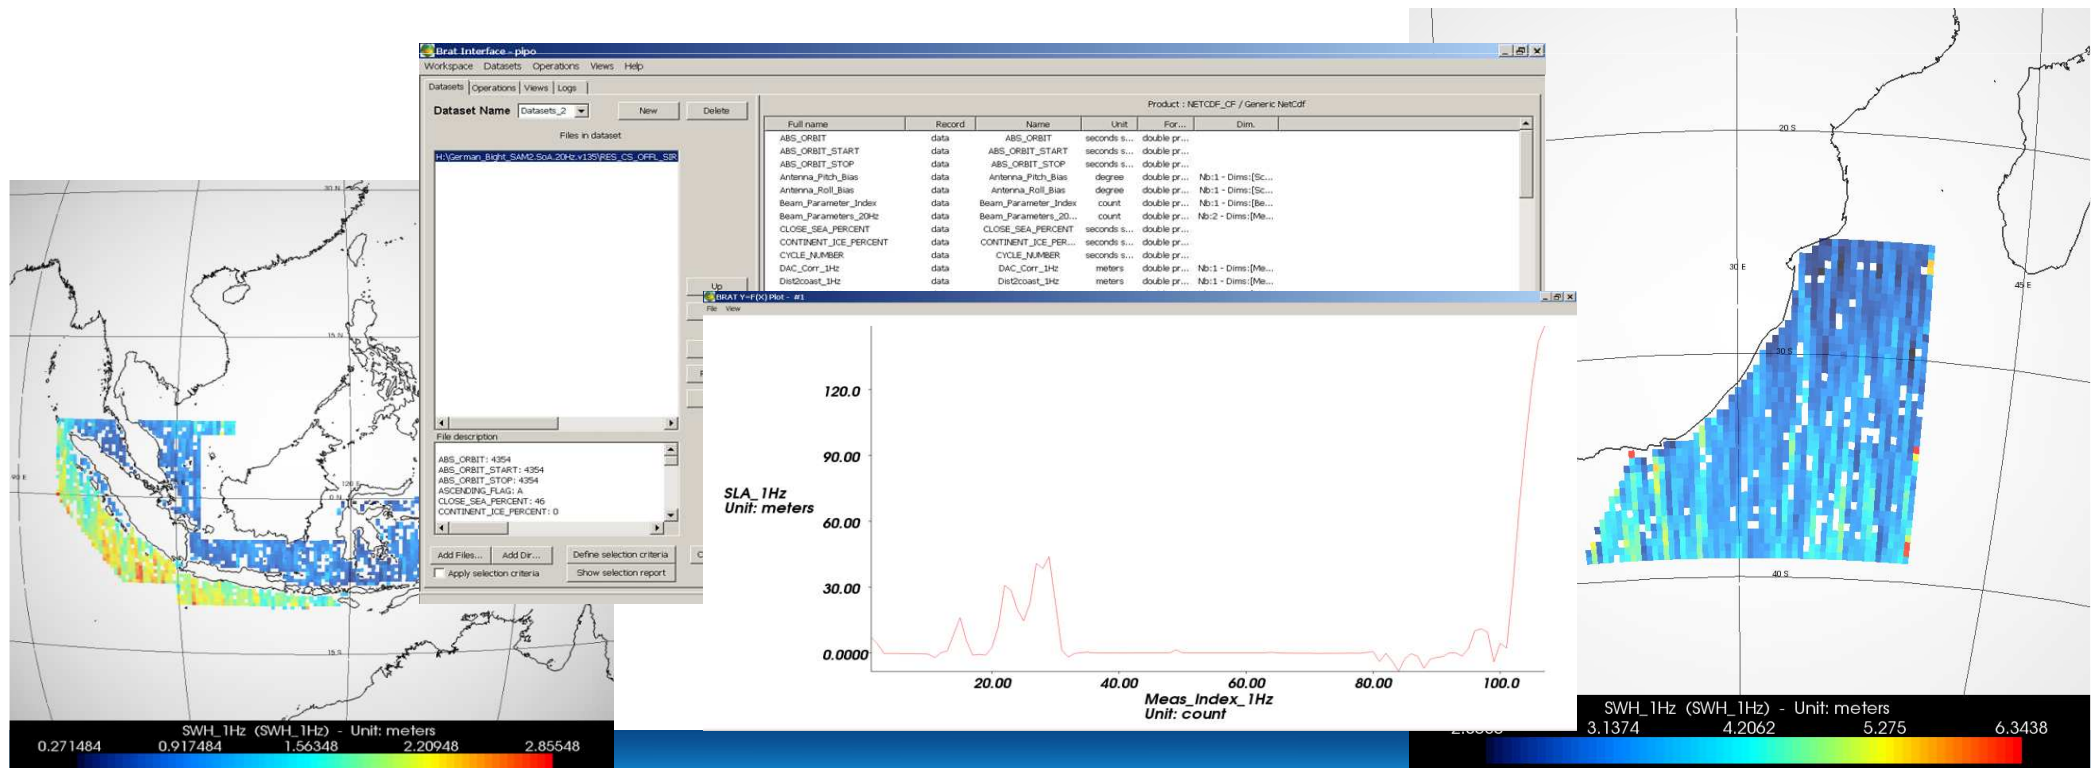 Brat Interface - pipo
Workspace Datasets Operations Views Help
Datasets Operations Views Logs
Dataset Name Datasets_2 New Delete
Files in dataset
H:\German_Bight_SAM2.SoA.20Hz.v135\RES_CS_OFFL_SIR
Up
File description
ABS_ORBIT: 4354
ABS_ORBIT_START: 4354
ABS_ORBIT_STOP: 4354
ASCENDING_FLAG: A
CLOSE_SEA_PERCENT: 46
CONTINENT_ICE_PERCENT: 0
Add Files... Add Dir... Define selection criteria
Apply selection criteria Show selection report
Product : NETCDF_CF / Generic NetCdf
Full name Record Name Unit For... Dim.
ABS_ORBIT data ABS_ORBIT seconds s... double pr...
ABS_ORBIT_START data ABS_ORBIT_START seconds s... double pr...
ABS_ORBIT_STOP data ABS_ORBIT_STOP seconds s... double pr...
Antenna_Pitch_Bias data Antenna_Pitch_Bias degree double pr... Nb:1 - Dims:[Sc...
Antenna_Roll_Bias data Antenna_Roll_Bias degree double pr... Nb:1 - Dims:[Sc...
Beam_Parameter_Index data Beam_Parameter_Index count double pr... Nb:1 - Dims:[Be...
Beam_Parameters_20Hz data Beam_Parameters_20... count double pr... Nb:2 - Dims:[Me...
CLOSE_SEA_PERCENT data CLOSE_SEA_PERCENT seconds s... double pr...
CONTINENT_ICE_PERCENT data CONTINENT_ICE_PER... seconds s... double pr...
CYCLE_NUMBER data CYCLE_NUMBER seconds s... double pr...
DAC_Corr_1Hz data DAC_Corr_1Hz meters double pr... Nb:1 - Dims:[Me...
Dist2coast_1Hz data Dist2coast_1Hz meters double pr... Nb:1 - Dims:[Me...
BRAT Y=F(X) Plot - #1
File View
120.0
90.00
SLA_1Hz
Unit: meters
60.00
30.00
0.0000
20.00 40.00 60.00 80.00 100.0
Meas_Index_1Hz
Unit: count
30 N
15 N
90 E
120 E
0 N
15 S
SWH_1Hz (SWH_1Hz) - Unit: meters
0.271484 0.917484 1.56348 2.20948 2.85548
20 S
30 E
45 E
30 S
40 S
SWH_1Hz (SWH_1Hz) - Unit: meters
3.1374 4.2062 5.275 6.3438